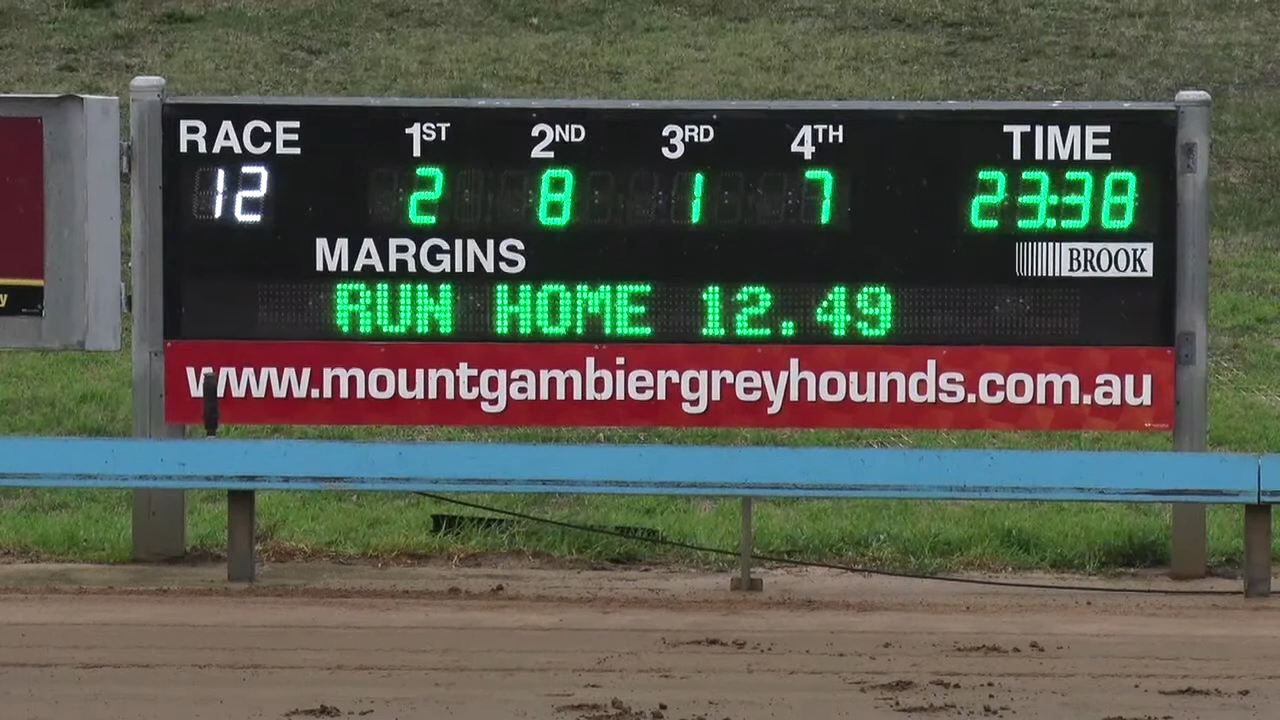 RACE 1ST 2ND 3RD 4TH TIME
12 2 8 1 7 23:38
MARGINS BROOK
RUN HOME 12.49
www.mountgambiergreyhounds.com.au
y